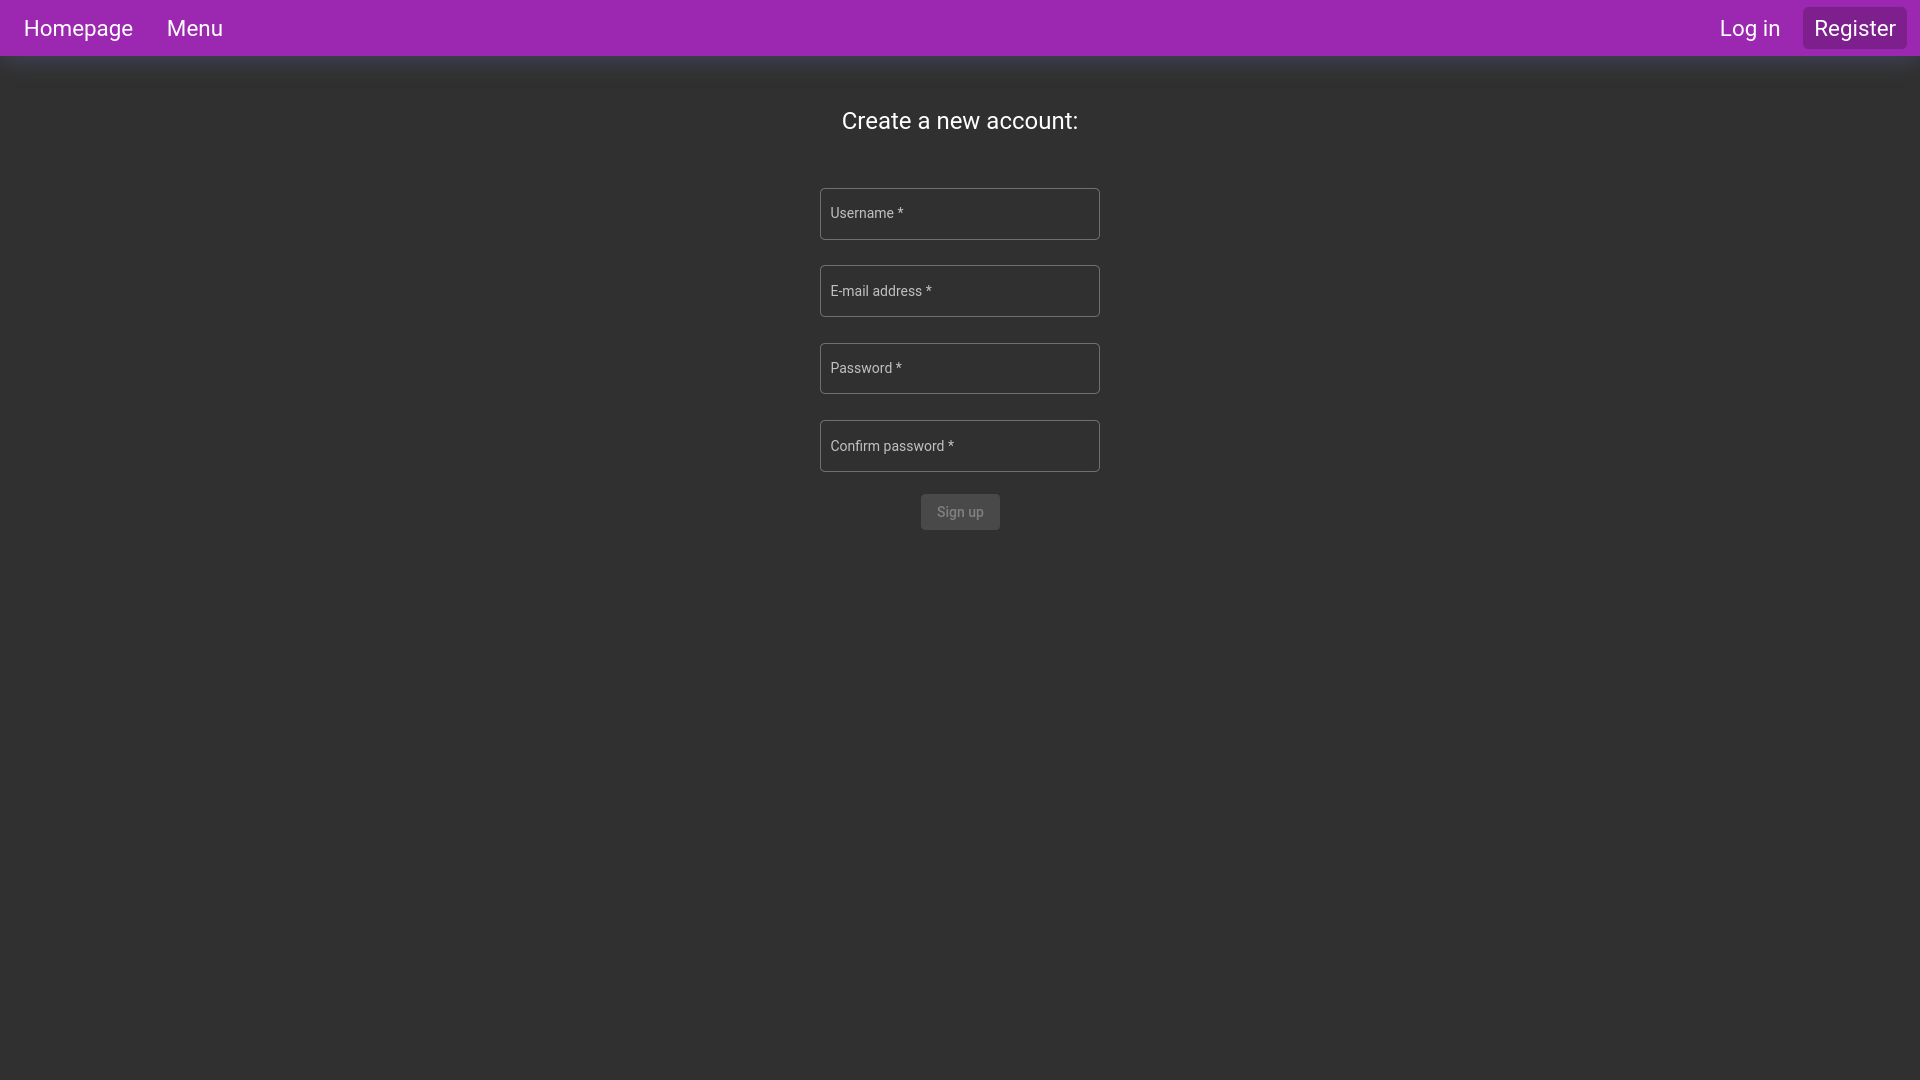 Homepage Menu Log in Register
Create a new account:
Username *
E-mail address *
Password *
Confirm password *
Sign up